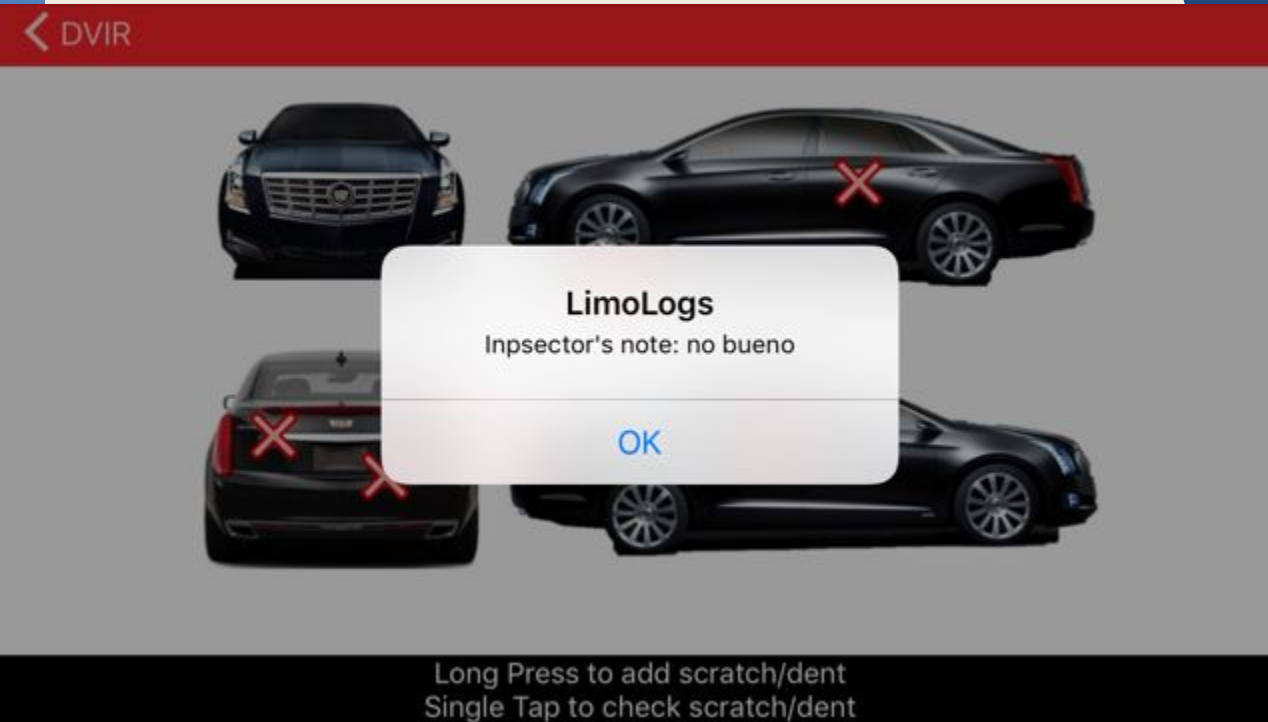 DVIR
LimoLogs
Inpsector's note: no bueno
OK
Long Press to add scratch/dent
Single Tap to check scratch/dent